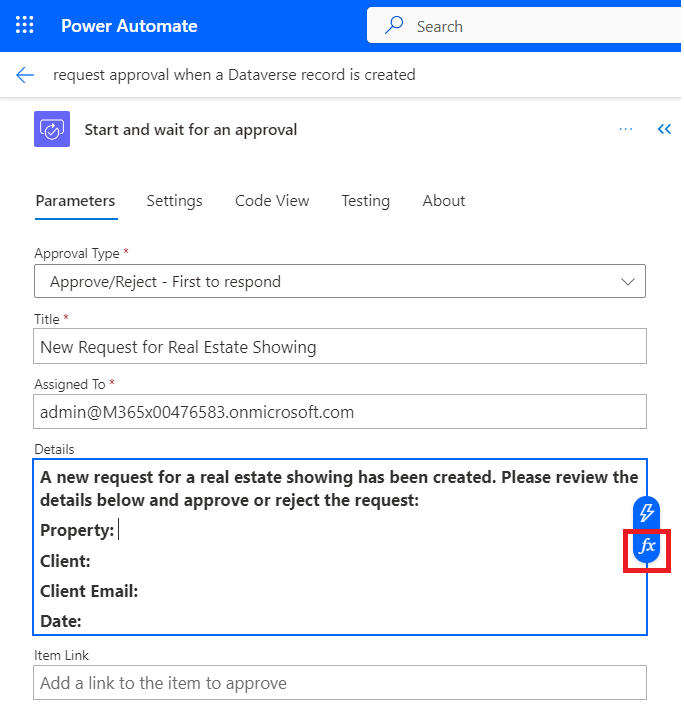 Power Automate
Search
request approval when a Dataverse record is created
Start and wait for an approval
Parameters Settings Code View Testing About
Approval Type *
Approve/Reject - First to respond
Title *
New Request for Real Estate Showing
Assigned To *
admin@M365x00476583.onmicrosoft.com
Details
A new request for a real estate showing has been created. Please review the
details below and approve or reject the request:
Property:
fx
Client:
Client Email:
Date:
Item Link
Add a link to the item to approve